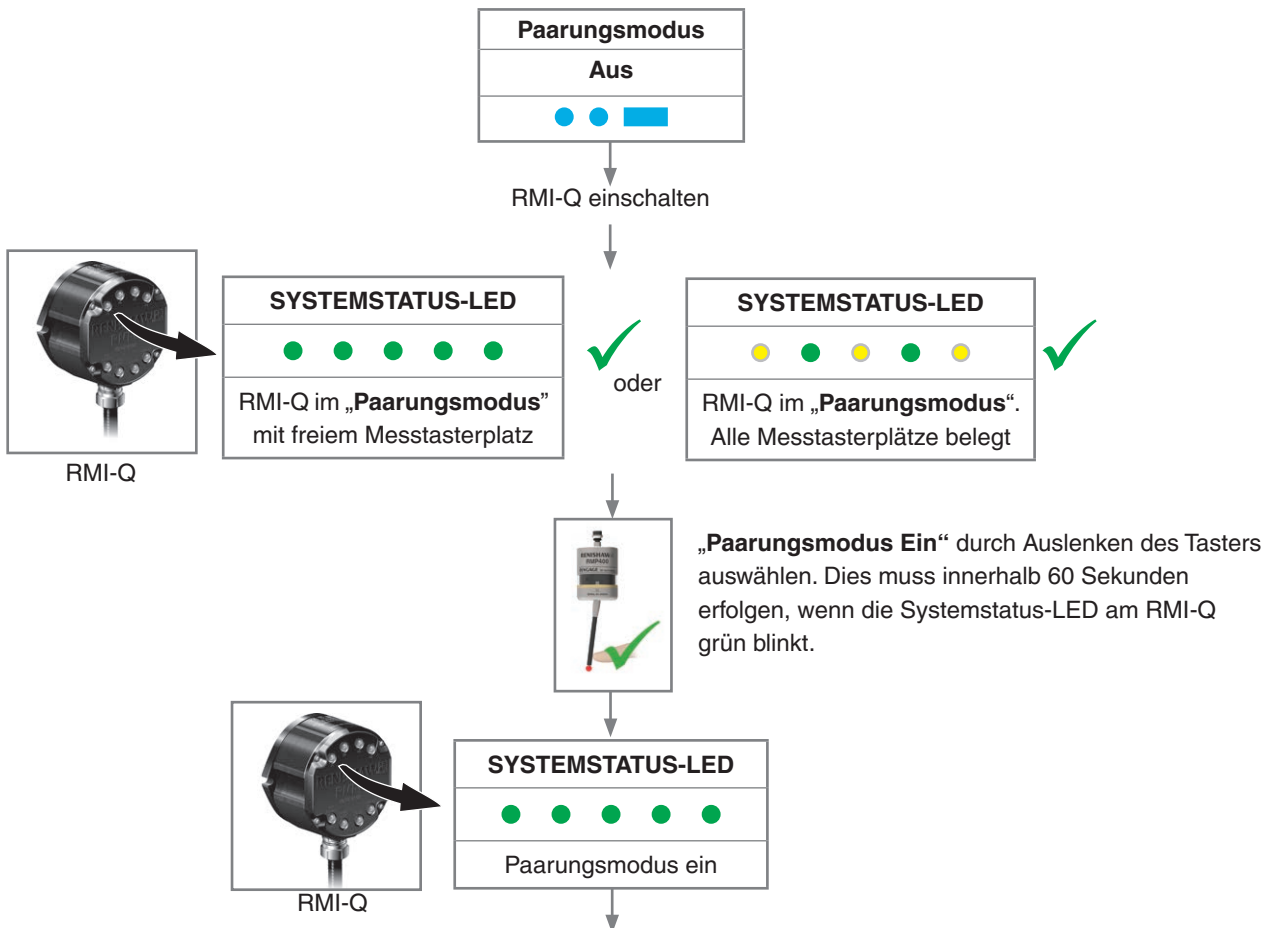 Paarungsmodus
Aus
RMI-Q einschalten
SYSTEMSTATUS-LED
RMI-Q im „Paarungsmodus”
mit freiem Messtasterplatz
oder
SYSTEMSTATUS-LED
RMI-Q im „Paarungsmodus“.
Alle Messtasterplätze belegt
RMI-Q
RENISHAW
RMP400
„Paarungsmodus Ein“ durch Auslenken des Tasters
auswählen. Dies muss innerhalb 60 Sekunden
erfolgen, wenn die Systemstatus-LED am RMI-Q
grün blinkt.
SYSTEMSTATUS-LED
Paarungsmodus ein
RMI-Q